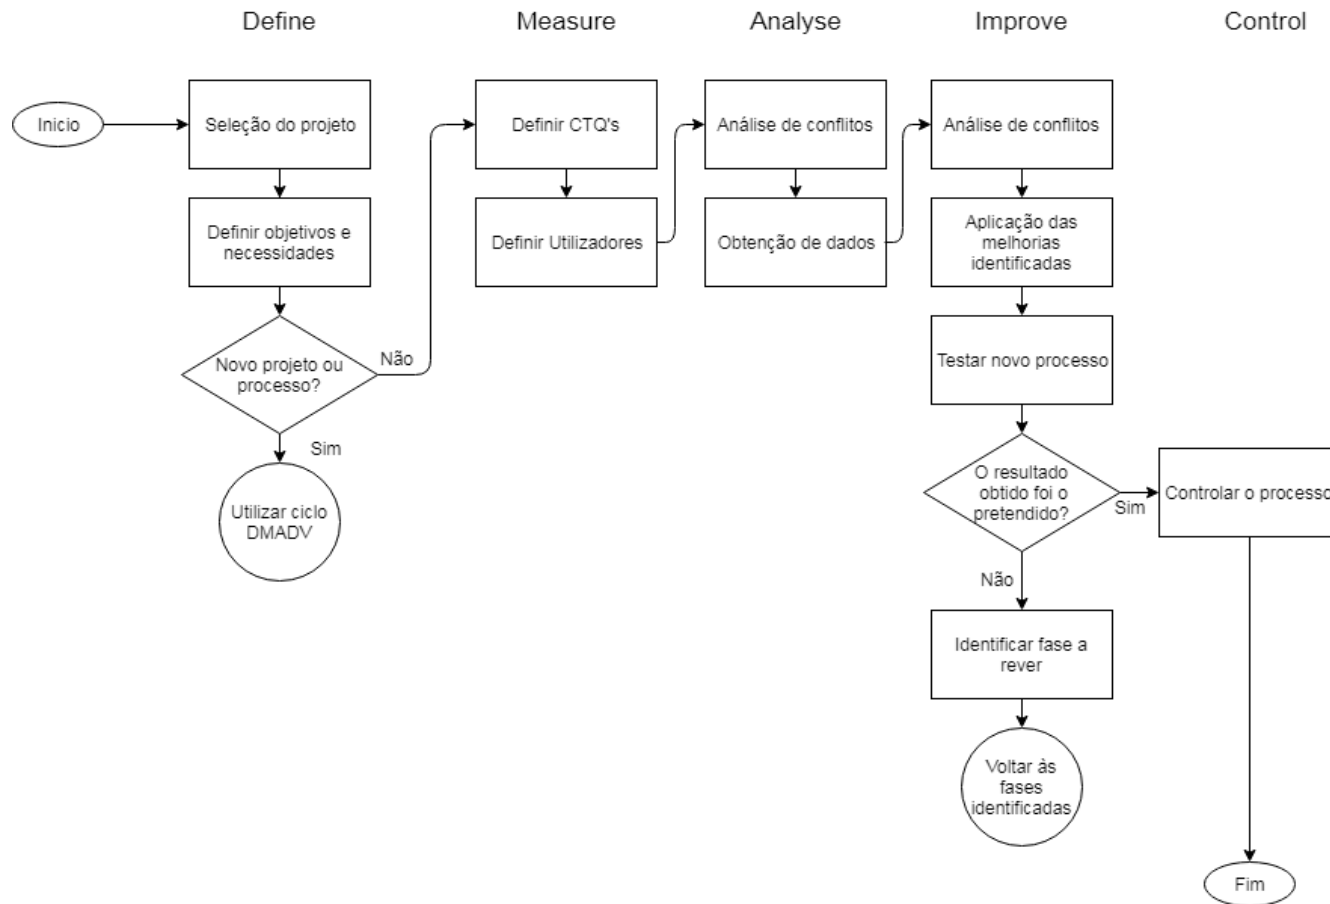 Define
Measure
Analyse
Improve
Control
Inicio
Seleção do projeto
Definir objetivos e
necessidades
Novo projeto ou
processo?
Não
Sim
Utilizar ciclo
DMADV
Definir CTQ's
Definir Utilizadores
Análise de conflitos
Obtenção de dados
Análise de conflitos
Aplicação das
melhorias
identificadas
Testar novo processo
O resultado
obtido foi o
pretendido?
Sim
Não
Identificar fase a
rever
Voltar às
fases
identificadas
Controlar o processo
Fim